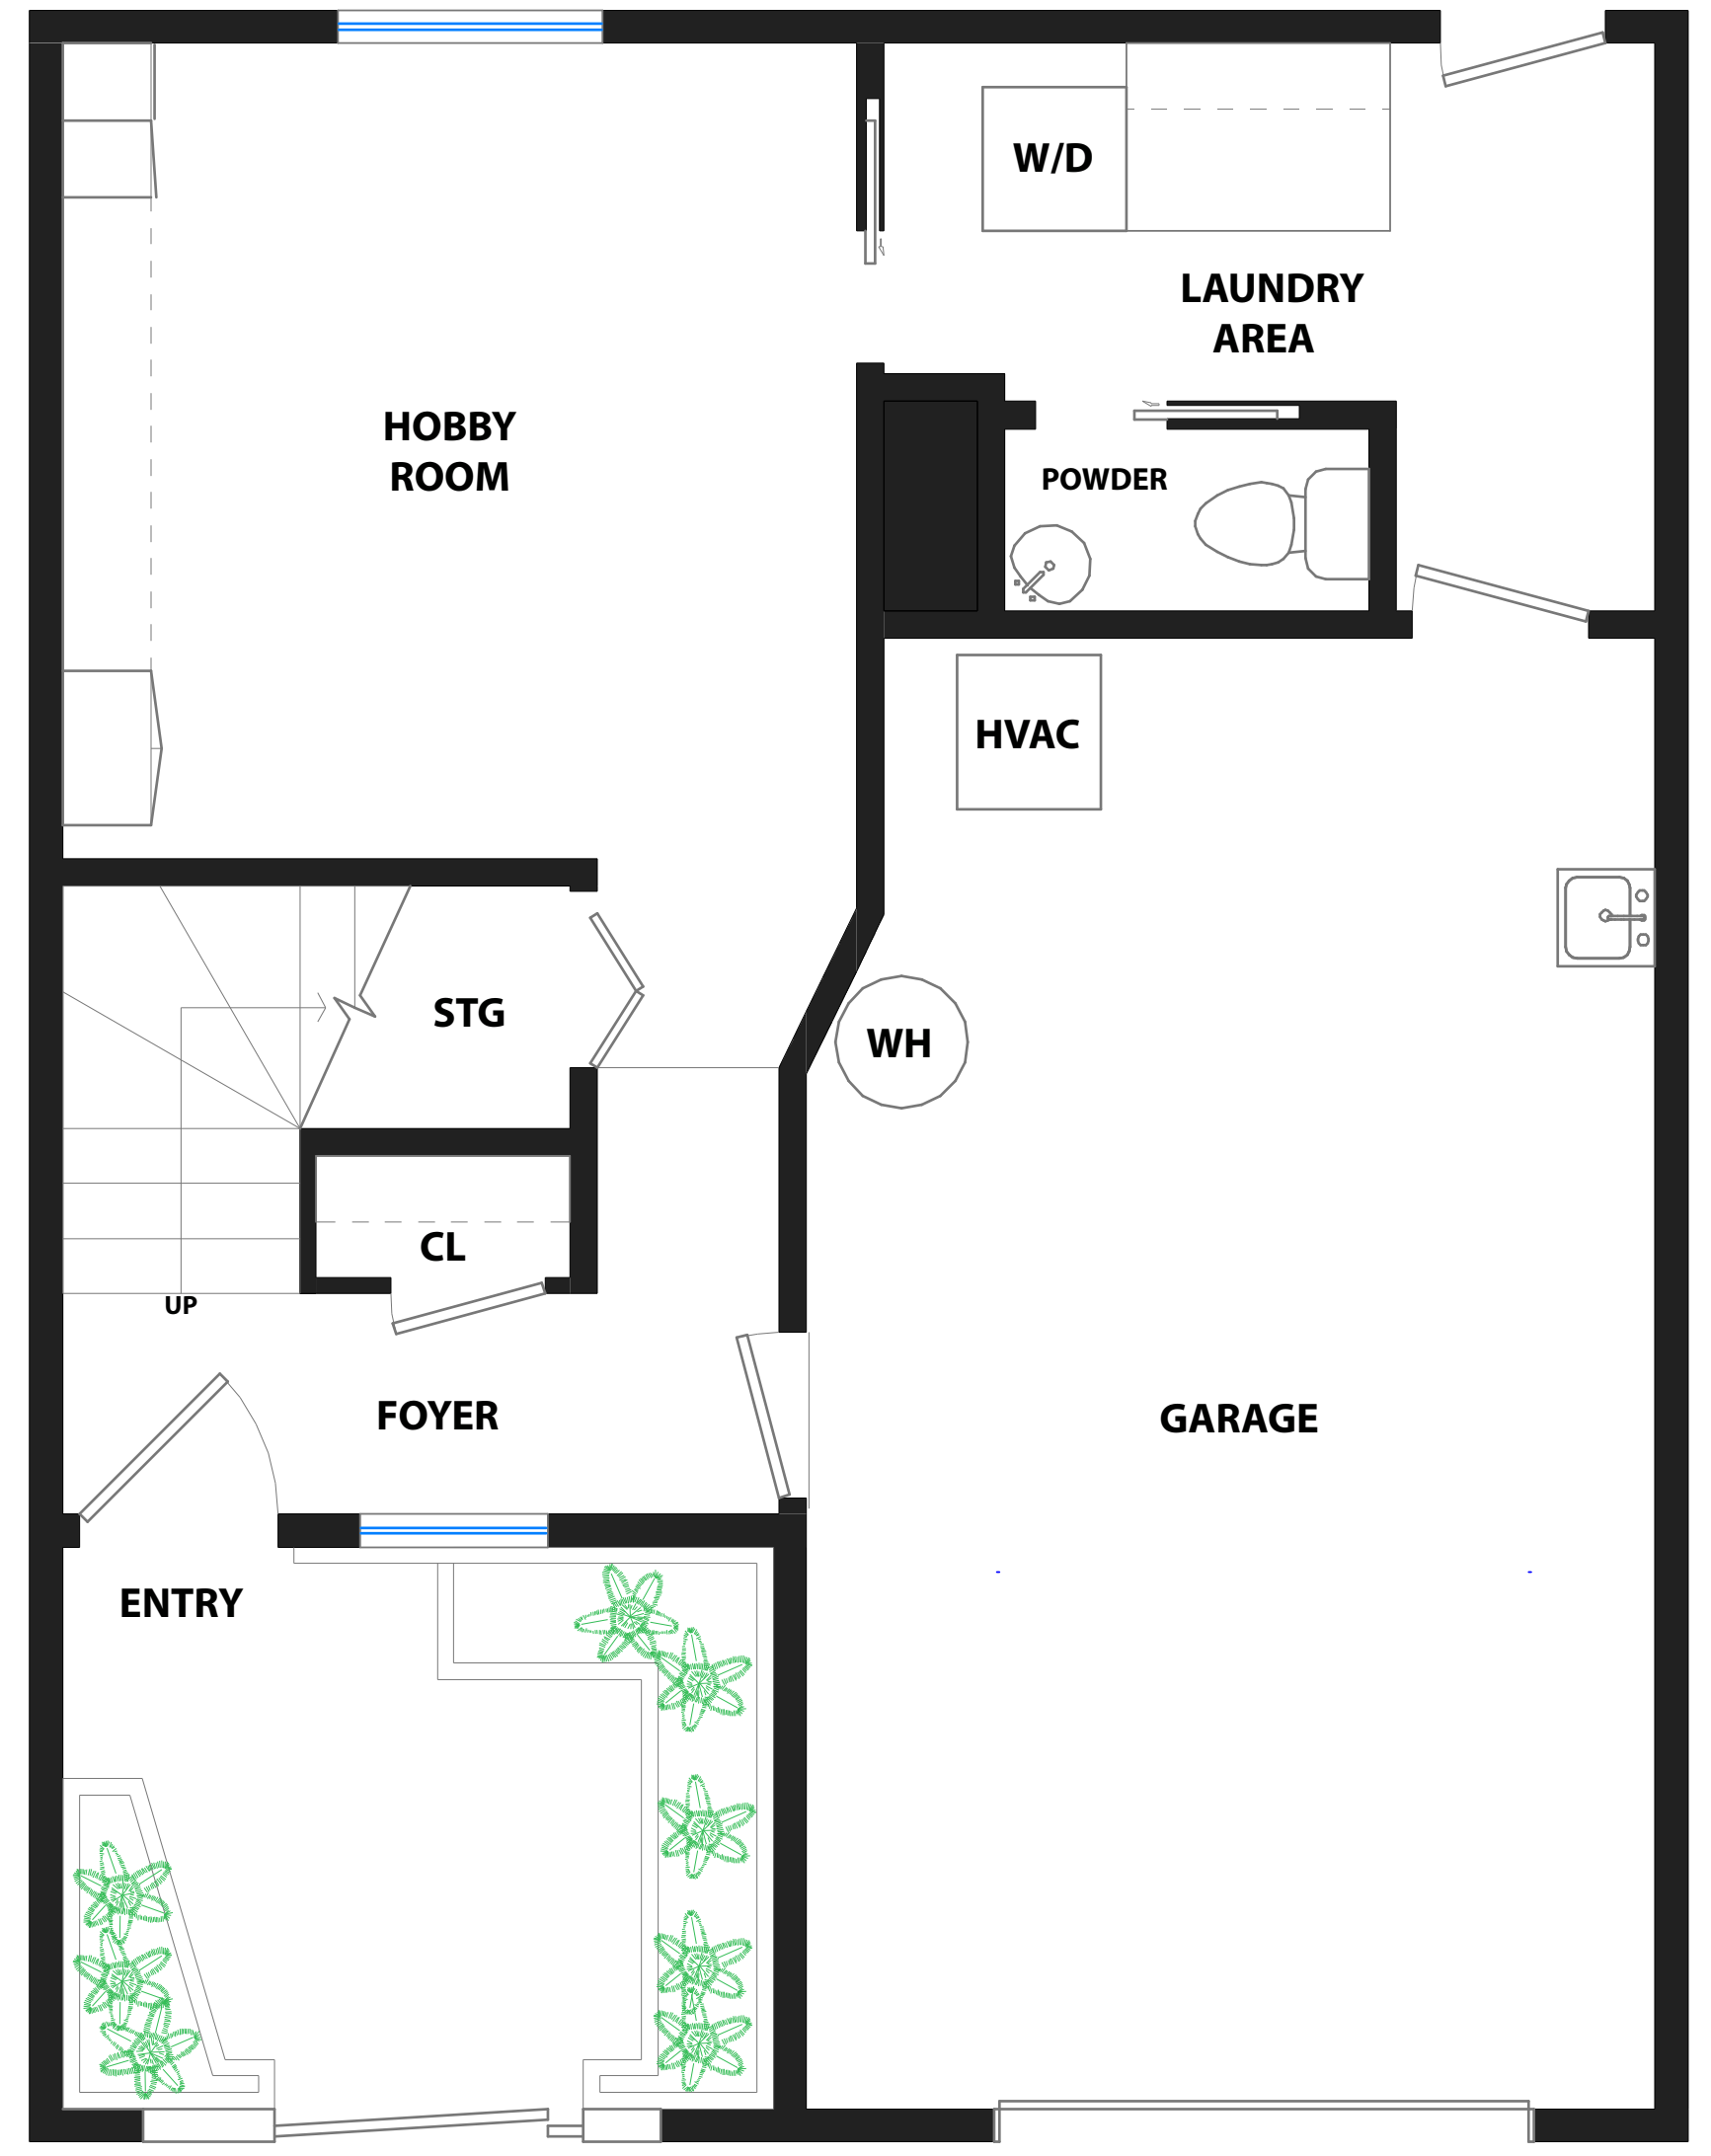 W/D
LAUNDRY
AREA
HOBBY
ROOM
POWDER
HVAC
STG
WH
CL
UP
FOYER
GARAGE
ENTRY